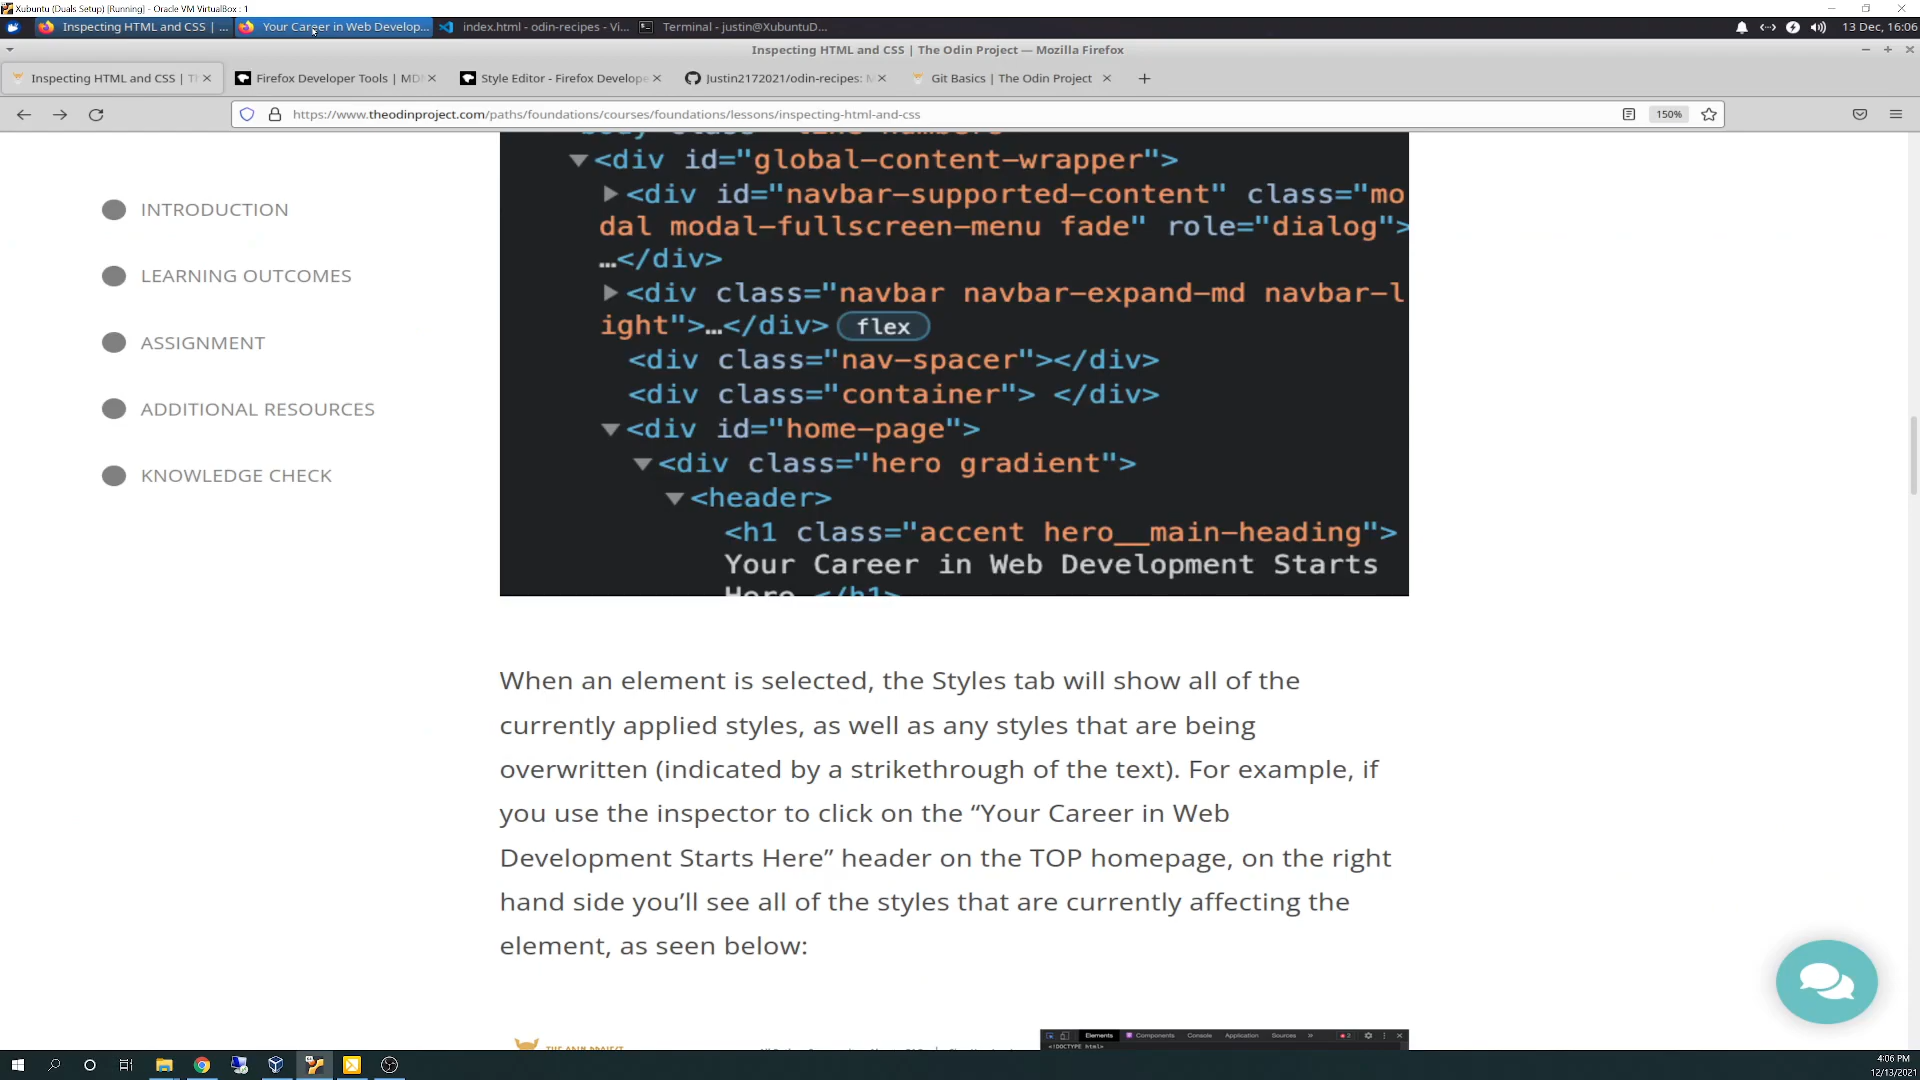 Xubuntu (Duals Setup) [Running] - Oracle VM VirtualBox : 1
Inspecting HTML and CSS | ...
Your Career in Web Develop...
index.html - odin-recipes - Vi...
Terminal - justin@XubuntuD...
13 Dec, 16:06
Inspecting HTML and CSS | The Odin Project — Mozilla Firefox
Inspecting HTML and CSS | T
Firefox Developer Tools | MD
Style Editor - Firefox Develope
Justin2172021/odin-recipes:
Git Basics | The Odin Project
https://www.theodinproject.com/paths/foundations/courses/foundations/lessons/inspecting-html-and-css
150%
INTRODUCTION
LEARNING OUTCOMES
ASSIGNMENT
ADDITIONAL RESOURCES
KNOWLEDGE CHECK
<div id="global-content-wrapper">
<div id="navbar-supported-content" class="mo
dal modal-fullscreen-menu fade" role="dialog">
…</div>
<div class="navbar navbar-expand-md navbar-l
ight">…</div> flex
<div class="nav-spacer"></div>
<div class="container"> </div>
<div id="home-page">
<div class="hero gradient">
<header>
<h1 class="accent hero__main-heading">
Your Career in Web Development Starts
Here </h1>
When an element is selected, the Styles tab will show all of the
currently applied styles, as well as any styles that are being
overwritten (indicated by a strikethrough of the text). For example, if
you use the inspector to click on the “Your Career in Web
Development Starts Here” header on the TOP homepage, on the right
hand side you’ll see all of the styles that are currently affecting the
element, as seen below:
Elements
Components
Console
Application
Sources
»
<!DOCTYPE html>
4:06 PM
12/13/2021